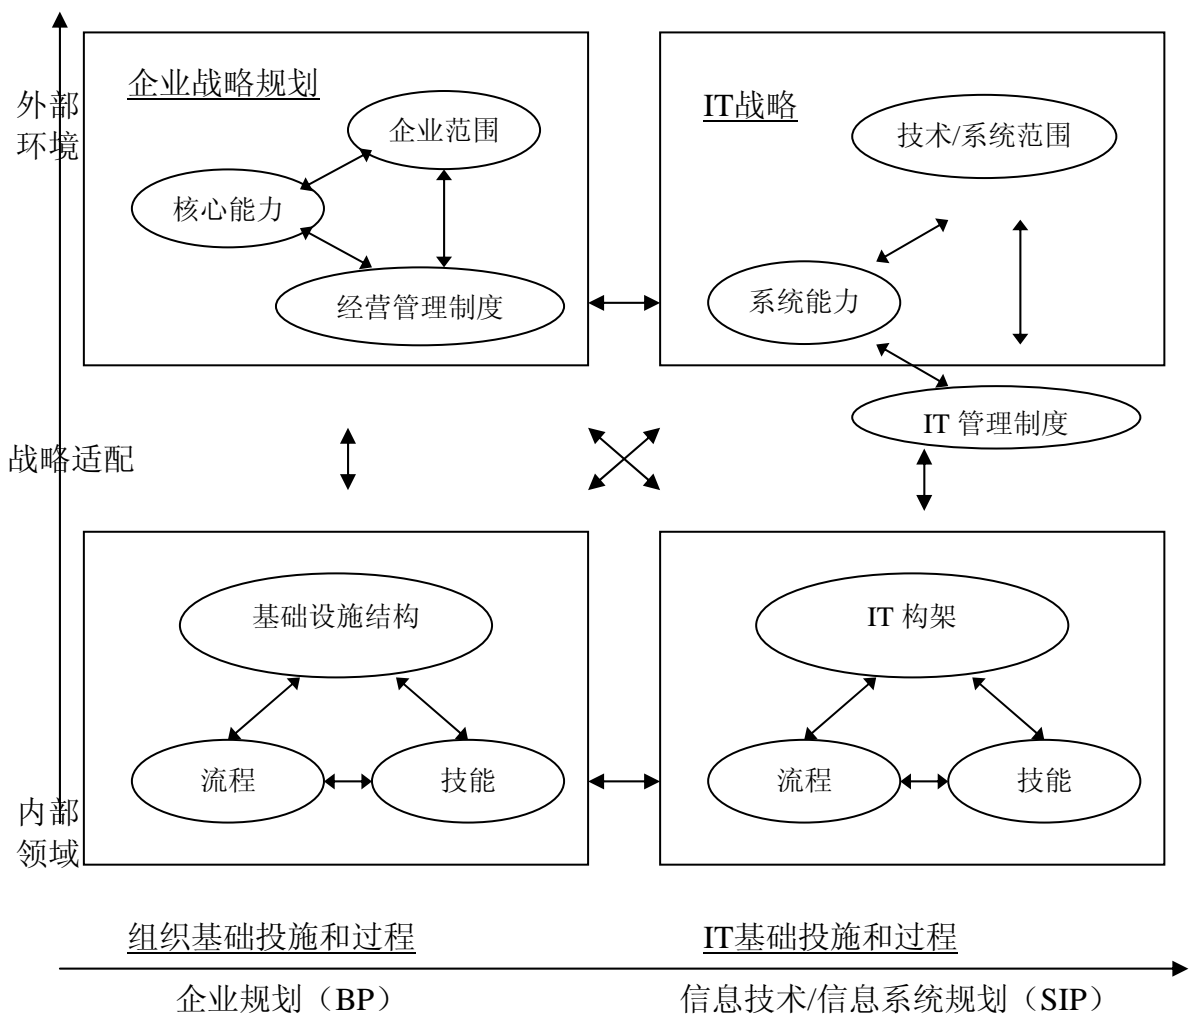 企业战略规划
IT战略
外部
环境
企业范围
技术/系统范围
核心能力
经营管理制度
系统能力
IT 管理制度
战略适配
基础设施结构
IT 构架
流程
技能
流程
技能
内部
领域
组织基础投施和过程
IT基础投施和过程
企业规划（BP）
信息技术/信息系统规划（SIP）